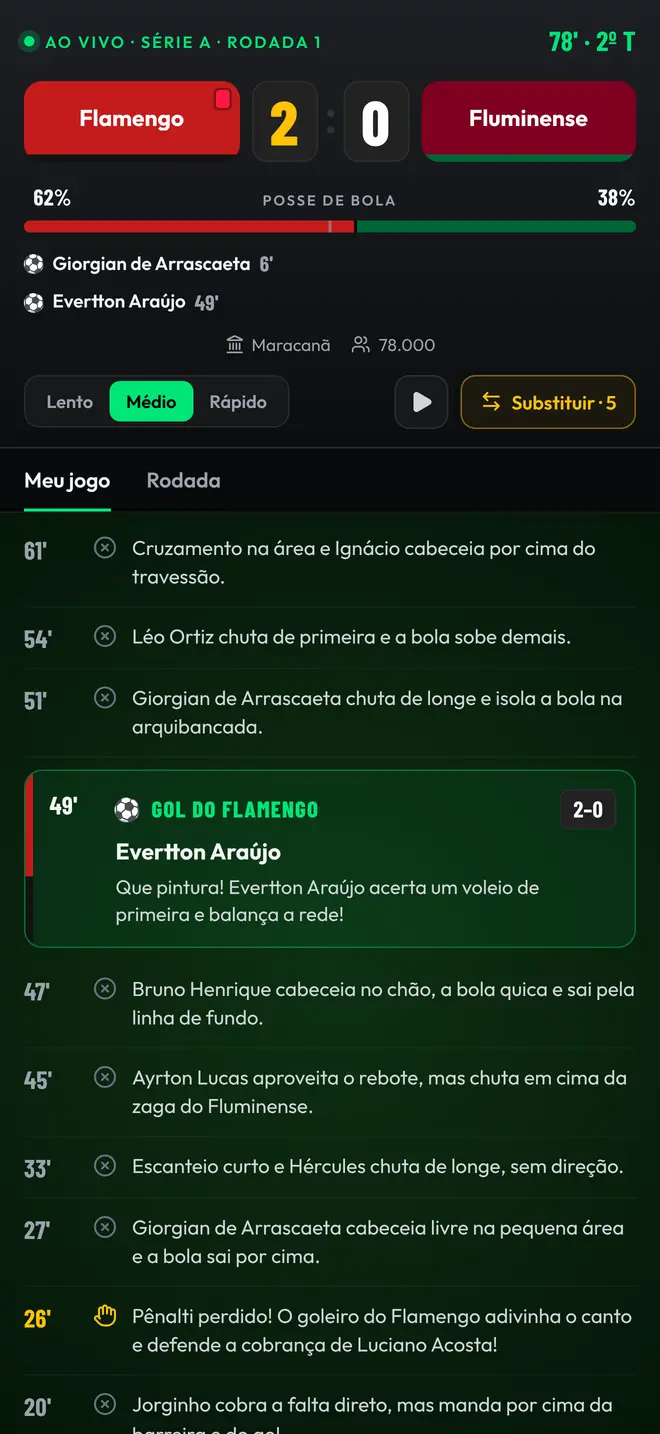 AO VIVO · SÉRIE A · RODADA 1
78' · 2º T
Flamengo
2 : 0
Fluminense
62%
POSSE DE BOLA
38%
Giorgian de Arrascaeta 6'
Evertton Araújo 49'
Maracanã
78.000
Lento
Médio
Rápido
Substituir · 5
Meu jogo
Rodada
61'
Cruzamento na área e Ignácio cabeceia por cima do
travessão.
54'
Léo Ortiz chuta de primeira e a bola sobe demais.
51'
Giorgian de Arrascaeta chuta de longe e isola a bola na
arquibancada.
49'
GOL DO FLAMENGO
2-0
Evertton Araújo
Que pintura! Evertton Araújo acerta um voleio de
primeira e balança a rede!
47'
Bruno Henrique cabeceia no chão, a bola quica e sai pela
linha de fundo.
45'
Ayrton Lucas aproveita o rebote, mas chuta em cima da
zaga do Fluminense.
33'
Escanteio curto e Hércules chuta de longe, sem direção.
27'
Giorgian de Arrascaeta cabeceia livre na pequena área
e a bola sai por cima.
26'
Pênalti perdido! O goleiro do Flamengo adivinha o canto
e defende a cobrança de Luciano Acosta!
20'
Jorginho cobra a falta direto, mas manda por cima da